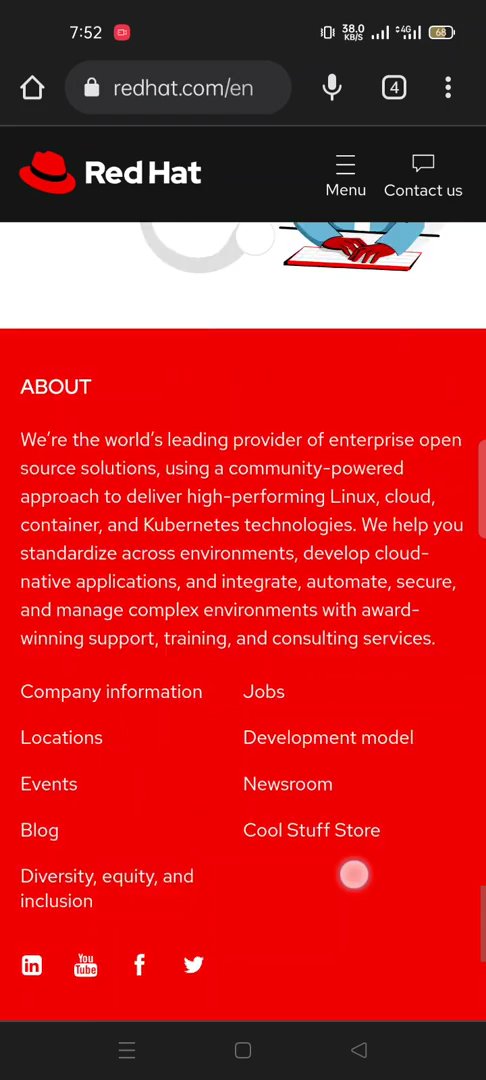 7:52
38.0
KB/S
4G
68
redhat.com/en
4
Red Hat
Menu
Contact us
ABOUT
We’re the world’s leading provider of enterprise open
source solutions, using a community-powered
approach to deliver high-performing Linux, cloud,
container, and Kubernetes technologies. We help you
standardize across environments, develop cloud-
native applications, and integrate, automate, secure,
and manage complex environments with award-
winning support, training, and consulting services.
Company information
Jobs
Locations
Development model
Events
Newsroom
Blog
Cool Stuff Store
Diversity, equity, and
inclusion
in
You
Tube
f